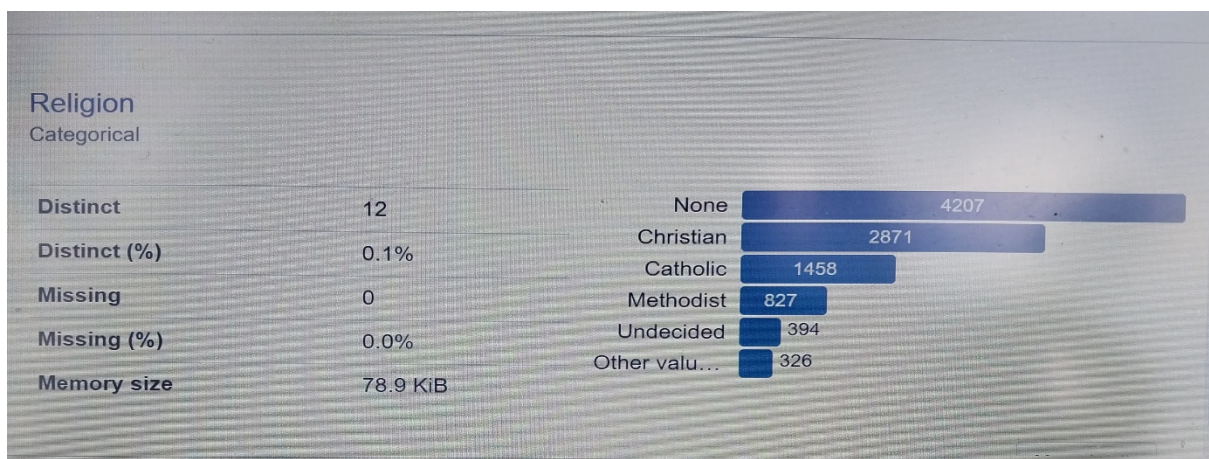 Religion
Categorical
Distinct 12
Distinct (%) 0.1%
Missing 0
Missing (%) 0.0%
Memory size 78.9 KiB
None 4207
Christian 2871
Catholic 1458
Methodist 827
Undecided 394
Other valu... 326